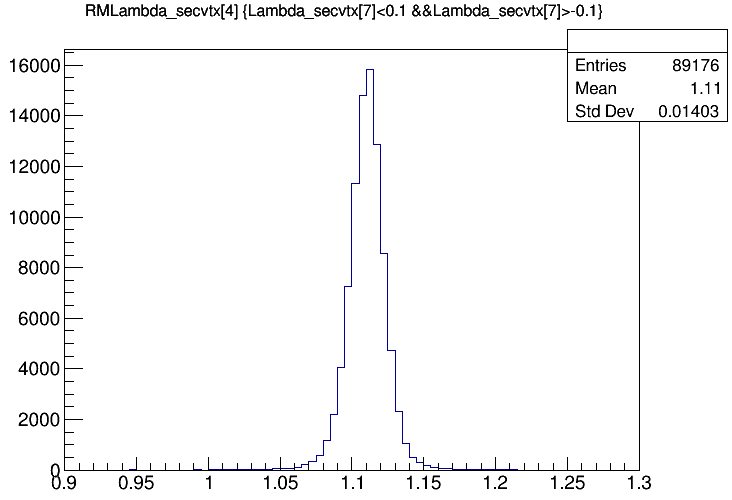 RMLambda_secvtx[4] {Lambda_secvtx[7]<0.1 &&Lambda_secvtx[7]>-0.1}
Entries 89176
Mean 1.11
Std Dev 0.01403
16000
14000
12000
10000
8000
6000
4000
2000
0
0.9 0.95 1 1.05 1.1 1.15 1.2 1.25 1.3